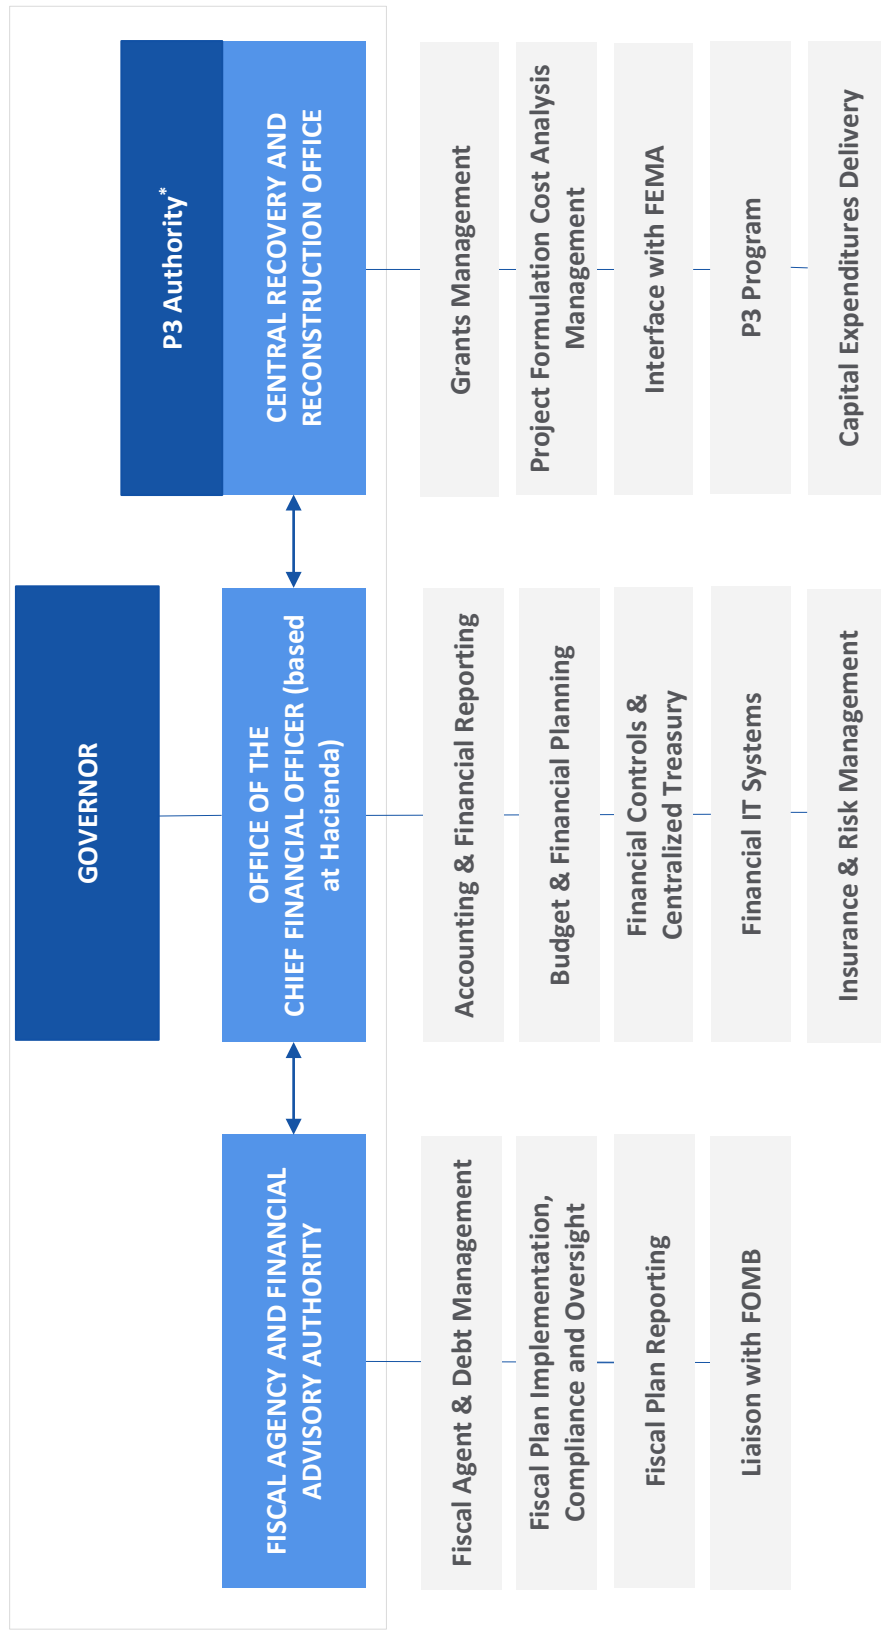 GOVERNOR
P3 Authority*
FISCAL AGENCY AND FINANCIAL
ADVISORY AUTHORITY
OFFICE OF THE
CHIEF FINANCIAL OFFICER (based
at Hacienda)
CENTRAL RECOVERY AND
RECONSTRUCTION OFFICE
Fiscal Agent & Debt Management
Fiscal Plan Implementation,
Compliance and Oversight
Fiscal Plan Reporting
Liaison with FOMB
Accounting & Financial Reporting
Budget & Financial Planning
Financial Controls &
Centralized Treasury
Financial IT Systems
Insurance & Risk Management
Grants Management
Project Formulation Cost Analysis
Management
Interface with FEMA
P3 Program
Capital Expenditures Delivery